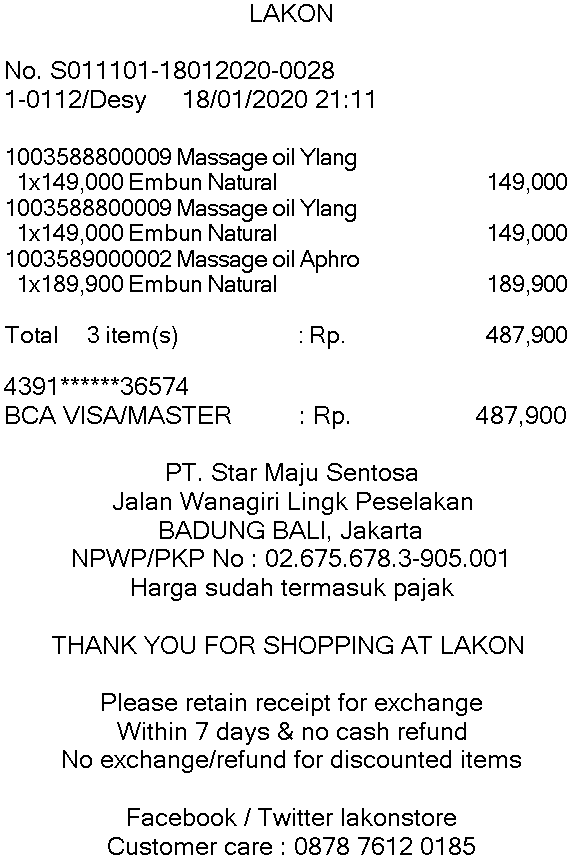 LAKON
No. S011101-18012020-0028
1-0112/Desy 18/01/2020 21:11
1003588800009 Massage oil Ylang
1x149,000 Embun Natural 149,000
1003588800009 Massage oil Ylang
1x149,000 Embun Natural 149,000
1003589000002 Massage oil Aphro
1x189,900 Embun Natural 189,900
Total 3 item(s) : Rp. 487,900
4391******36574
BCA VISA/MASTER : Rp. 487,900
PT. Star Maju Sentosa
Jalan Wanagiri Lingk Peselakan
BADUNG BALI, Jakarta
NPWP/PKP No : 02.675.678.3-905.001
Harga sudah termasuk pajak
THANK YOU FOR SHOPPING AT LAKON
Please retain receipt for exchange
Within 7 days & no cash refund
No exchange/refund for discounted items
Facebook / Twitter lakonstore
Customer care : 0878 7612 0185